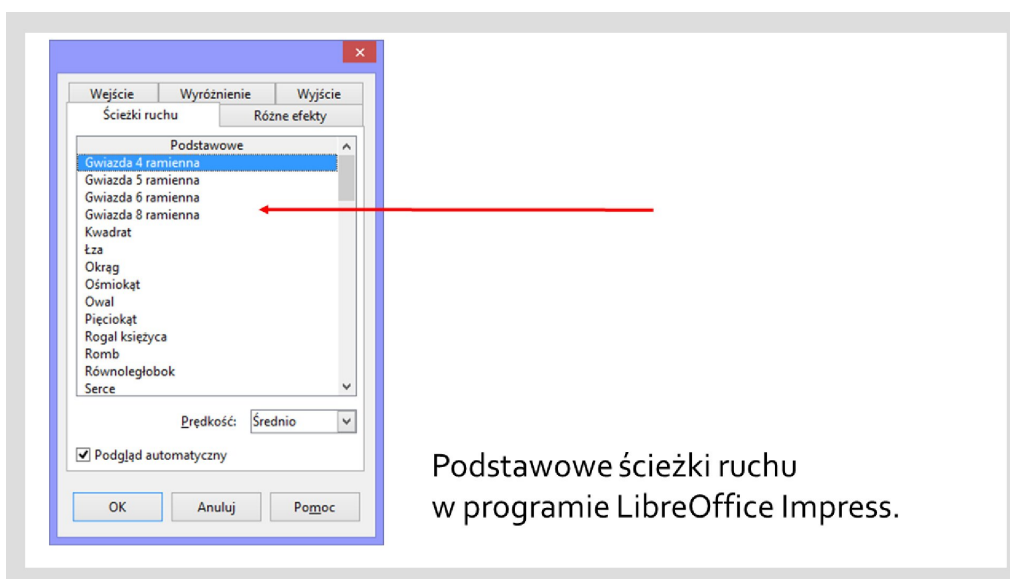 Wejście Wyróżnienie Wyjście
Ścieżki ruchu Różne efekty
Podstawowe
Gwiazda 4 ramienna
Gwiazda 5 ramienna
Gwiazda 6 ramienna
Gwiazda 8 ramienna
Kwadrat
Łza
Okrąg
Ośmiokąt
Owal
Pięciokąt
Rogal księżyca
Romb
Równoległobok
Serce
Prędkość: Średnio
Podgląd automatyczny
OK Anuluj Pomoc
Podstawowe ścieżki ruchu
w programie LibreOffice Impress.